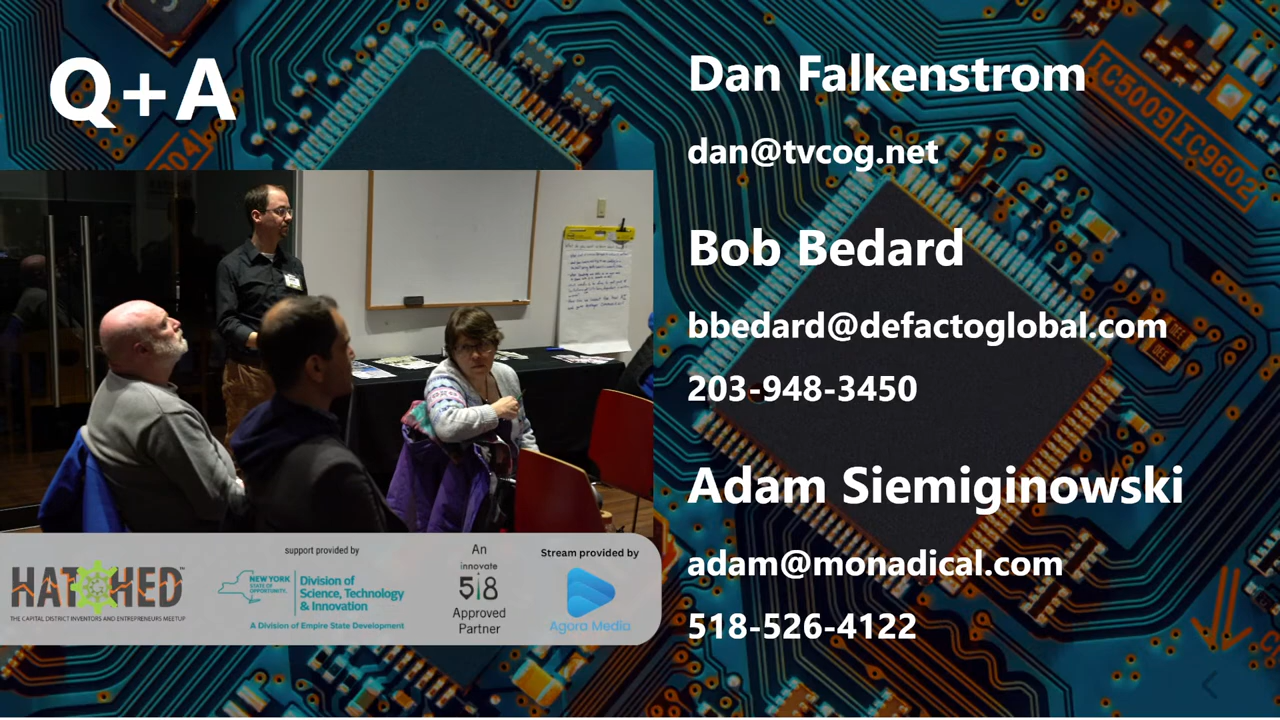 Q+A
Dan Falkenstrom
dan@tvcog.net
Bob Bedard
bbedard@defactoglobal.com
203-948-3450
Adam Siemiginowski
adam@monadical.com
518-526-4122
IC5009
IC9602
support provided by
HATCHED
THE CAPITAL DISTRICT INVENTORS AND ENTREPRENEURS MEETUP
NEW YORK
STATE OF
OPPORTUNITY.
Division of
Science, Technology
& Innovation
A Division of Empire State Development
An
innovate
518
Approved
Partner
Stream provided by
Agora Media